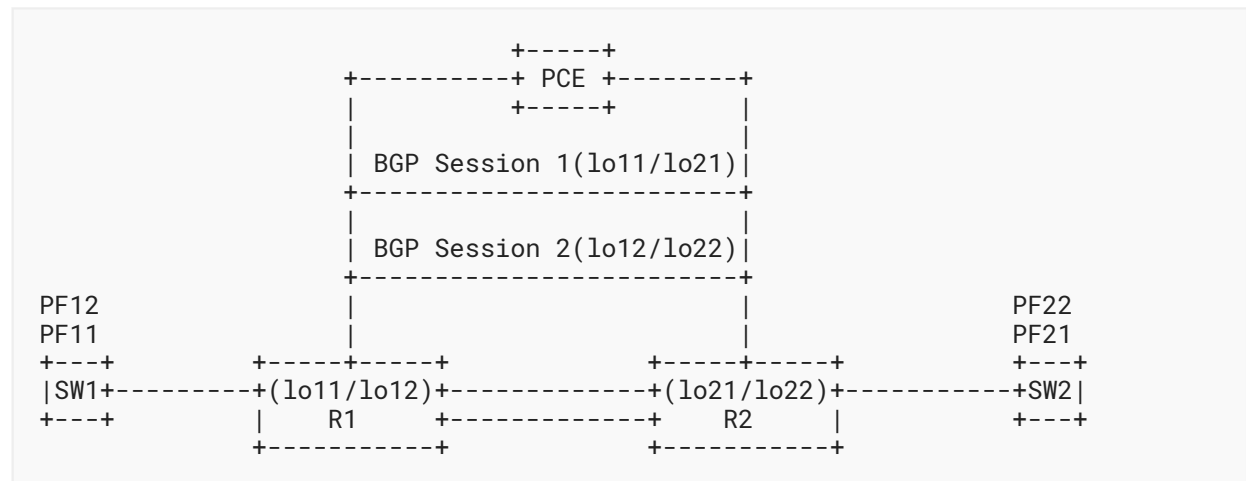 +-----+
                        +----------+ PCE +--------+
                        |          +-----+        |
                        |                         |
                        | BGP Session 1(lo11/lo21)|
                        +-------------------------+
                        |                         |
                        | BGP Session 2(lo12/lo22)|
                        +-------------------------+
PF12                    |                         |                 PF22
PF11                    |                         |                 PF21
+---+             +-----+-----+             +-----+-----+           +---+
|SW1+---------+(lo11/lo12)+-------------+(lo21/lo22)+-----------+SW2|
+---+             |    R1     +-------------+    R2     |           +---+
                  +-----------+             +-----------+